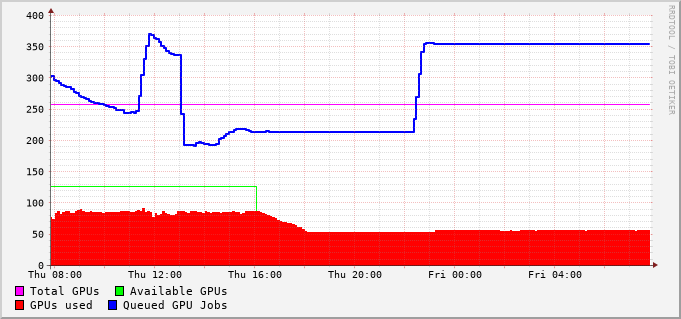 400
350
300
250
200
150
100
50
0
Thu 08:00 Thu 12:00 Thu 16:00 Thu 20:00 Fri 00:00 Fri 04:00
Total GPUs Available GPUs
GPUs used Queued GPU Jobs
RRDTOOL / TOBI OETIKER